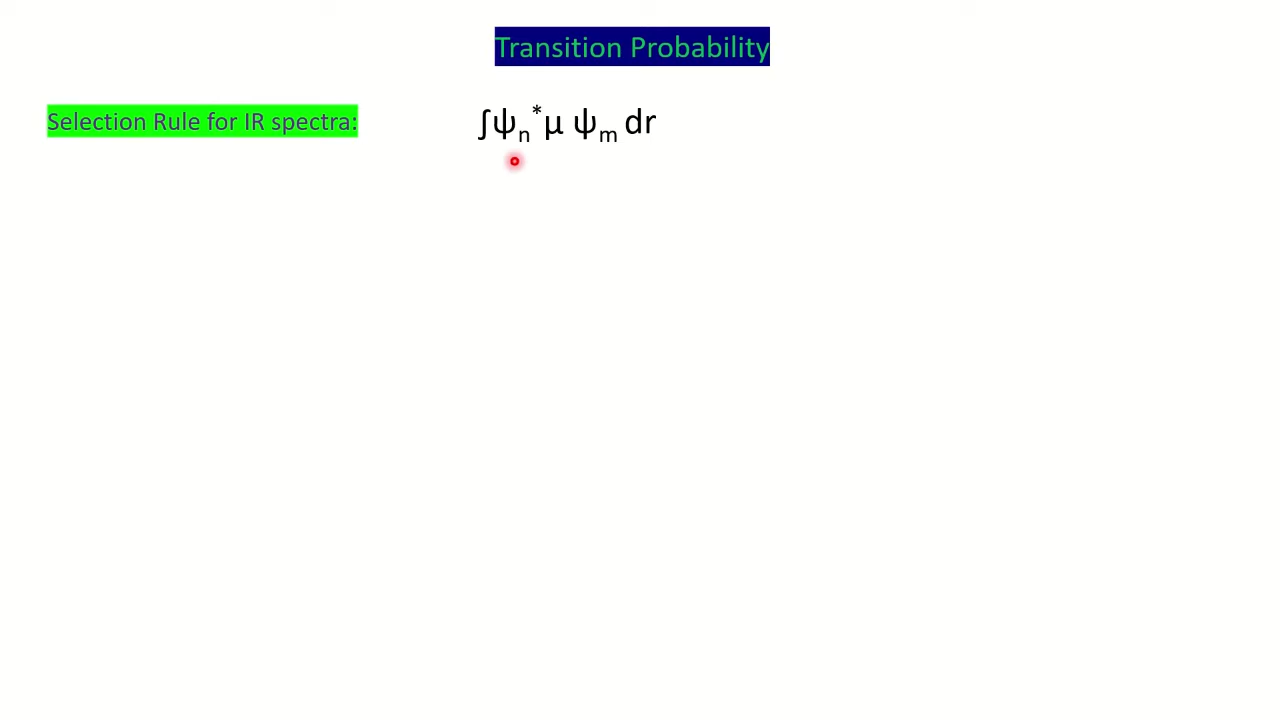 Transition Probability
Selection Rule for IR spectra:
∫ψₙ*μ ψₘ dr